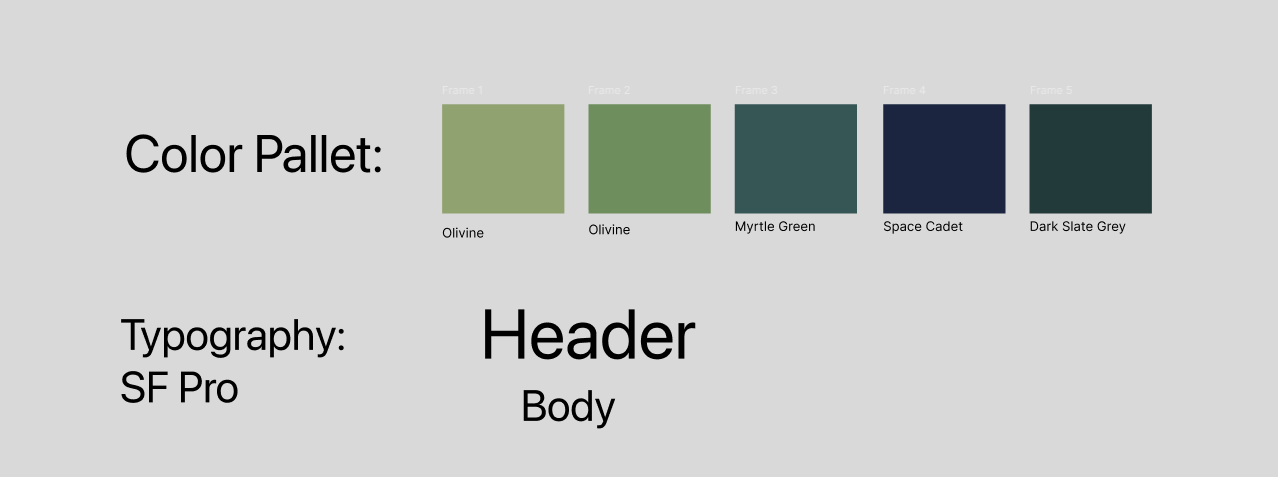 Frame 1
Frame 2
Frame 3
Frame 4
Frame 5
Color Pallet:
Olivine
Olivine
Myrtle Green
Space Cadet
Dark Slate Grey
Typography:
SF Pro
Header
Body